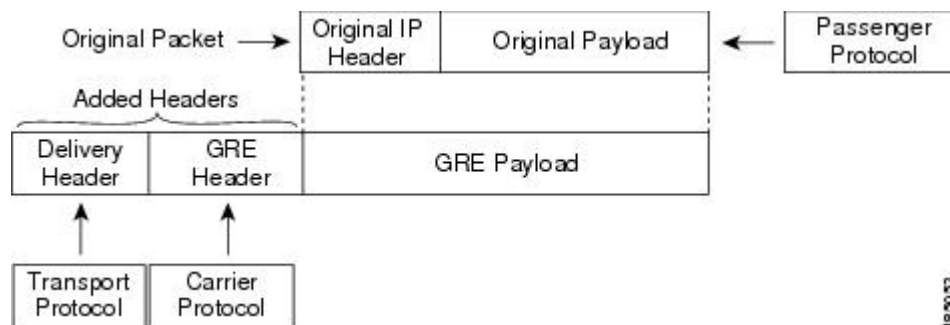 Original Packet
Original IP
Header
Original Payload
Passenger
Protocol
Added Headers
Delivery
Header
GRE
Header
GRE Payload
Transport
Protocol
Carrier
Protocol